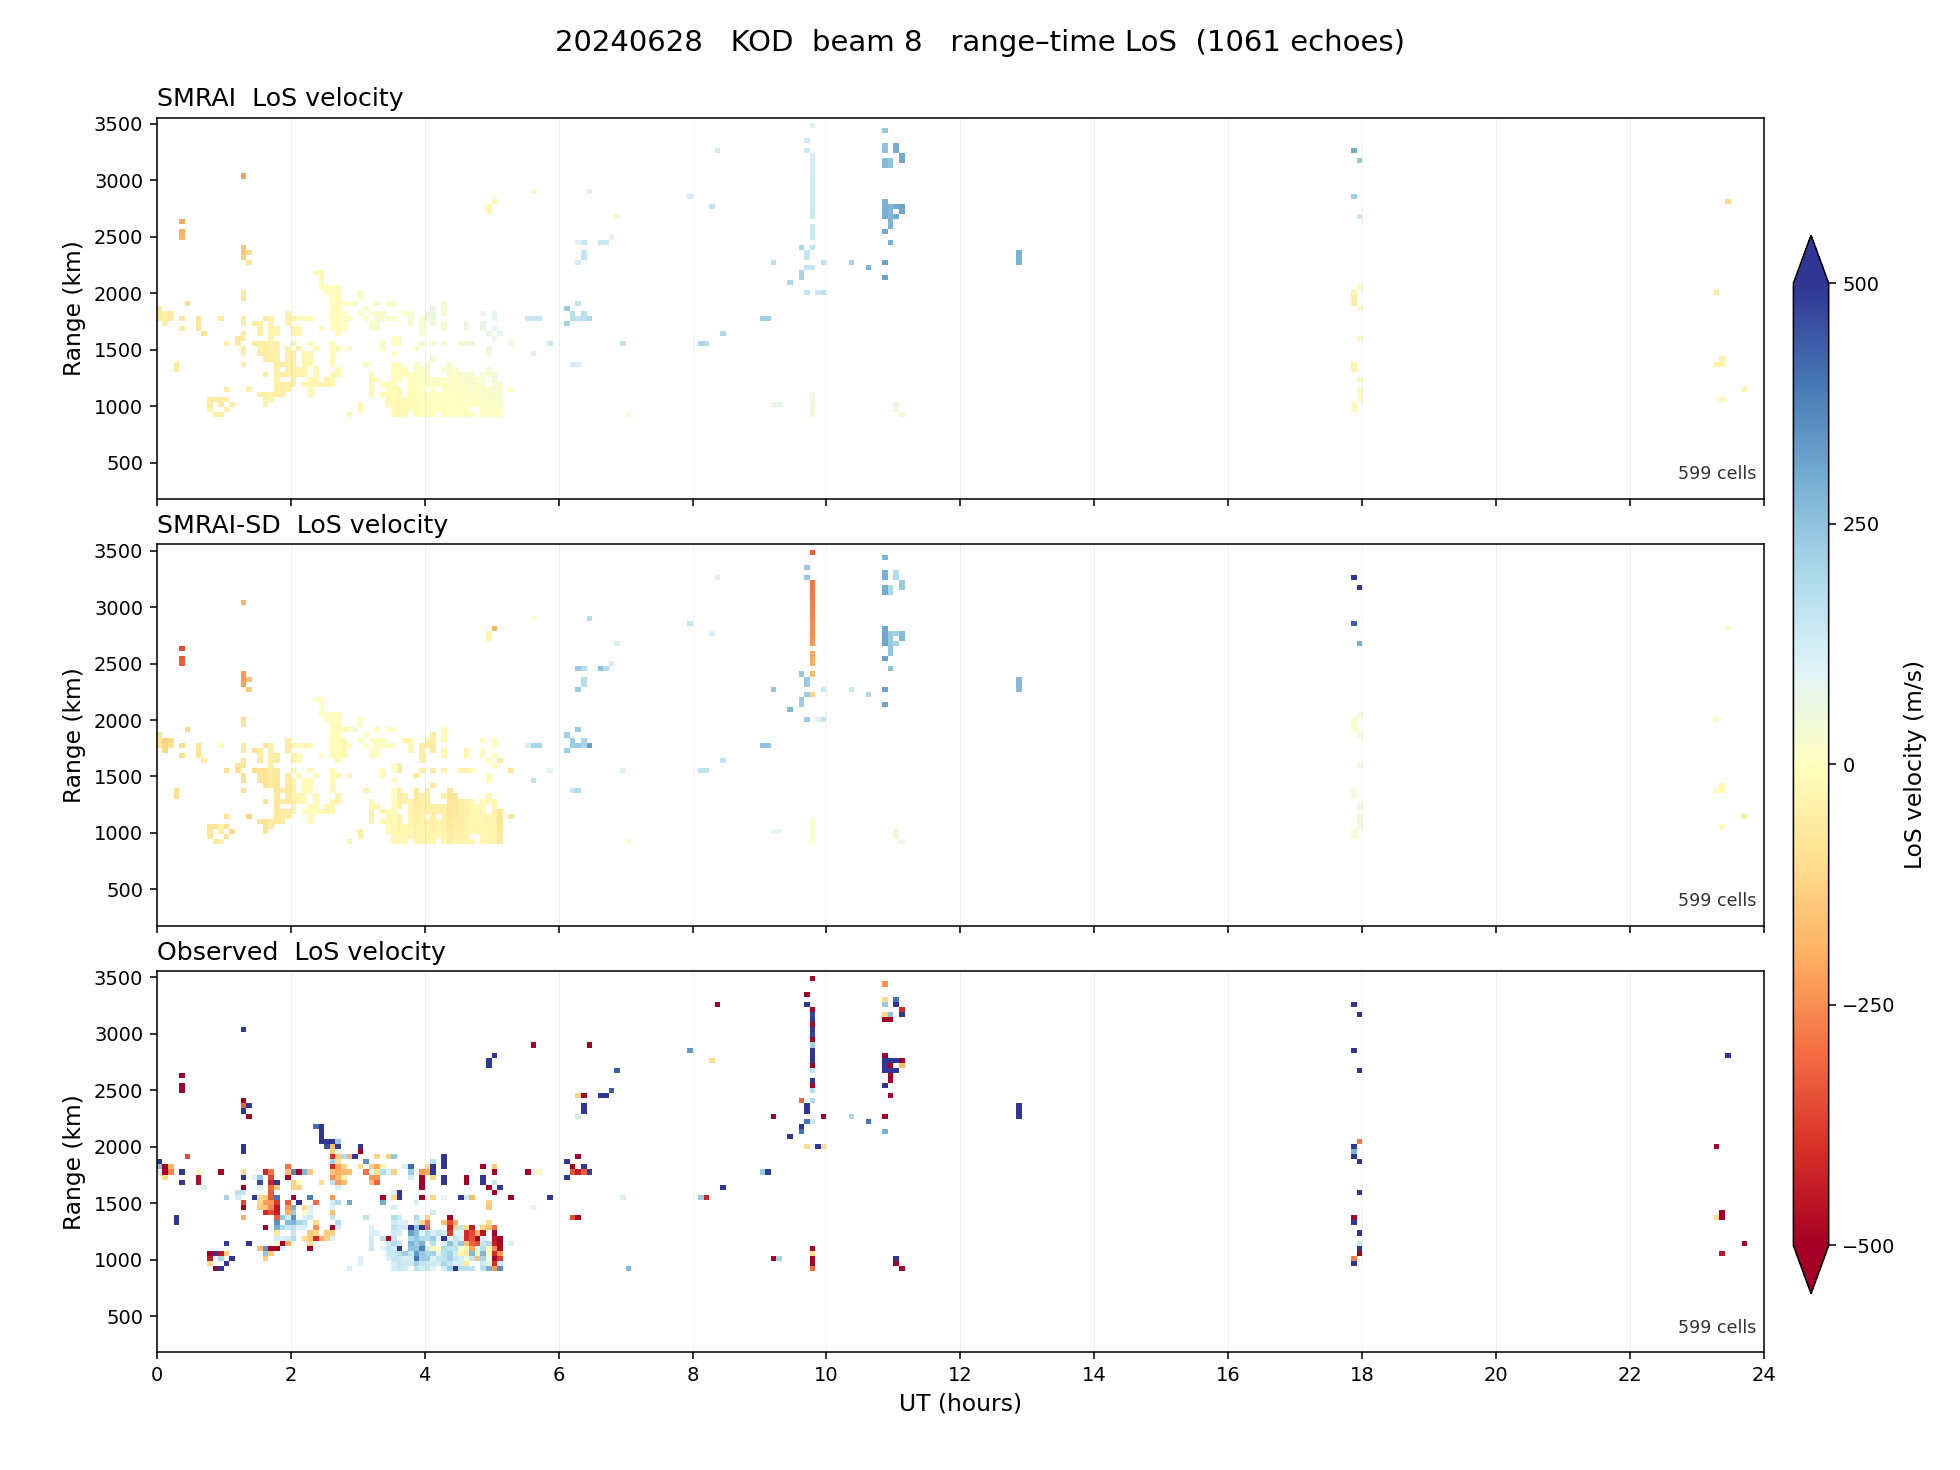 20240628   KOD  beam 8   range–time LoS  (1061 echoes)
SMRAI  LoS velocity
3500
3000
2500
2000
1500
1000
500
Range (km)
599 cells
SMRAI-SD  LoS velocity
3500
3000
2500
2000
1500
1000
500
Range (km)
599 cells
Observed  LoS velocity
3500
3000
2500
2000
1500
1000
500
Range (km)
599 cells
0 2 4 6 8 10 12 14 16 18 20 22 24
UT (hours)
500
250
0
−250
−500
LoS velocity (m/s)